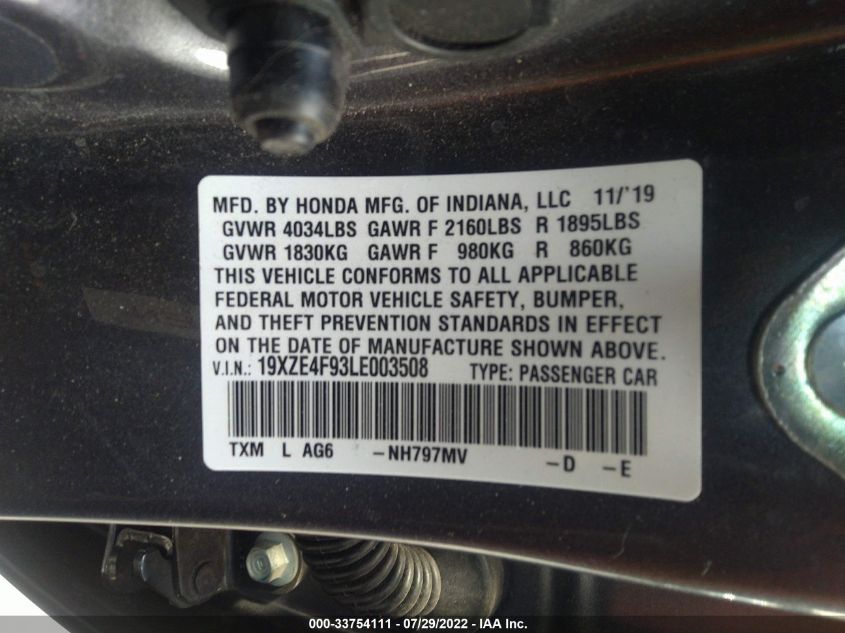 MFD. BY HONDA MFG. OF INDIANA, LLC 11/'19
GVWR 4034LBS GAWR F 2160LBS R 1895LBS
GVWR 1830KG GAWR F 980KG R 860KG
THIS VEHICLE CONFORMS TO ALL APPLICABLE
FEDERAL MOTOR VEHICLE SAFETY, BUMPER,
AND THEFT PREVENTION STANDARDS IN EFFECT
ON THE DATE OF MANUFACTURE SHOWN ABOVE.
V.I.N.: 19XZE4F93LE003508 TYPE: PASSENGER CAR
TXM L AG6 -NH797MV -D -E
000-33754111 - 07/29/2022 - IAA Inc.